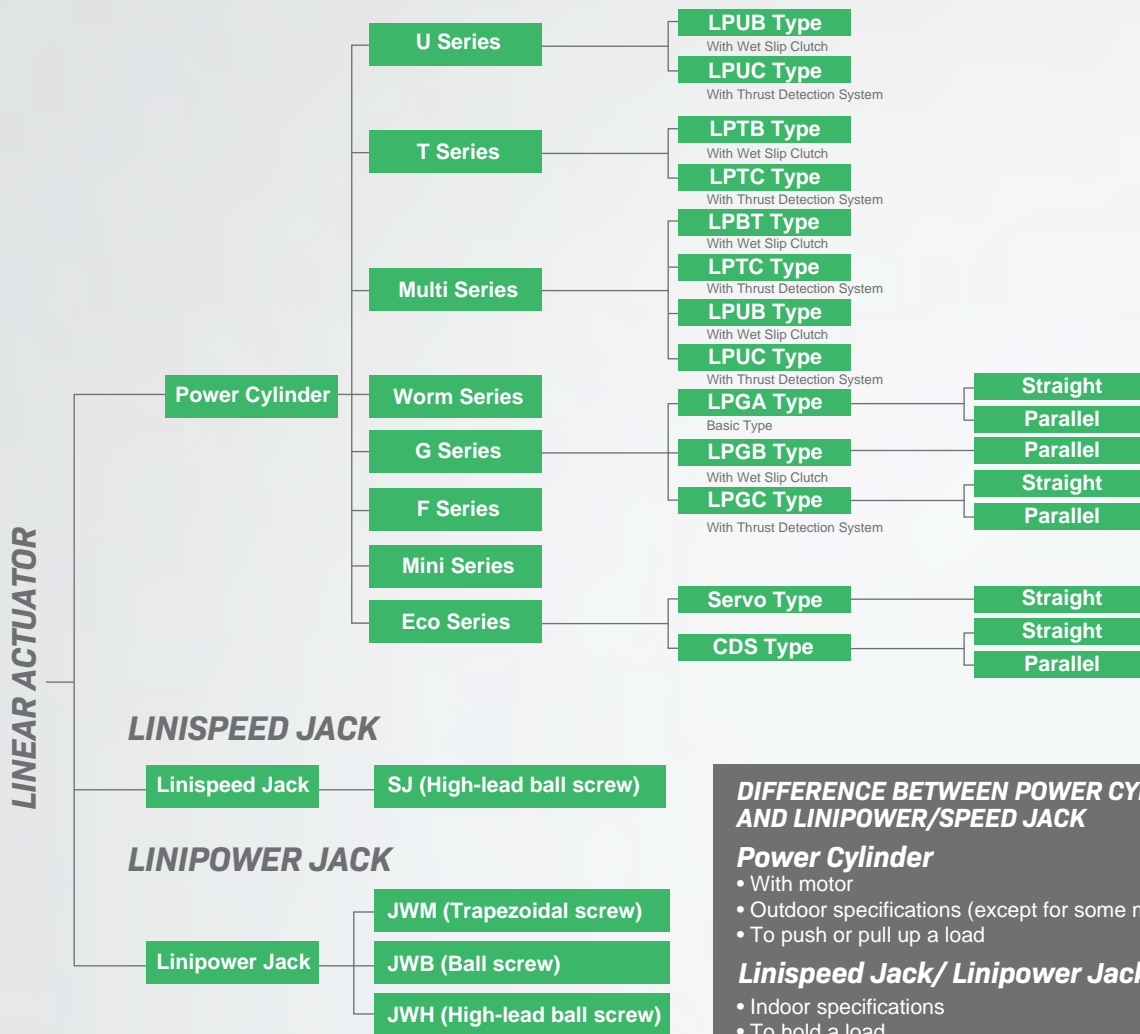 LINEAR ACTUATOR
Power Cylinder
U Series
LPUB Type
With Wet Slip Clutch
LPUC Type
With Thrust Detection System
T Series
LPTB Type
With Wet Slip Clutch
LPTC Type
With Thrust Detection System
Multi Series
LPBT Type
With Wet Slip Clutch
LPTC Type
With Thrust Detection System
LPUB Type
With Wet Slip Clutch
LPUC Type
With Thrust Detection System
Worm Series
G Series
LPGA Type
Basic Type
Straight
Parallel
LPGB Type
With Wet Slip Clutch
Parallel
LPGC Type
With Thrust Detection System
Straight
Parallel
F Series
Mini Series
Eco Series
Servo Type
Straight
CDS Type
Straight
Parallel
LINISPEED JACK
Linispeed Jack
SJ (High-lead ball screw)
LINIPOWER JACK
Linipower Jack
JWM (Trapezoidal screw)
JWB (Ball screw)
JWH (High-lead ball screw)
DIFFERENCE BETWEEN POWER
AND LINIPOWER/SPEED JACK
Power Cylinder
• With motor
• Outdoor specifications (except for some
• To push or pull up a load
Linispeed Jack/ Linipower Jack
• Indoor specifications
• To hold a load